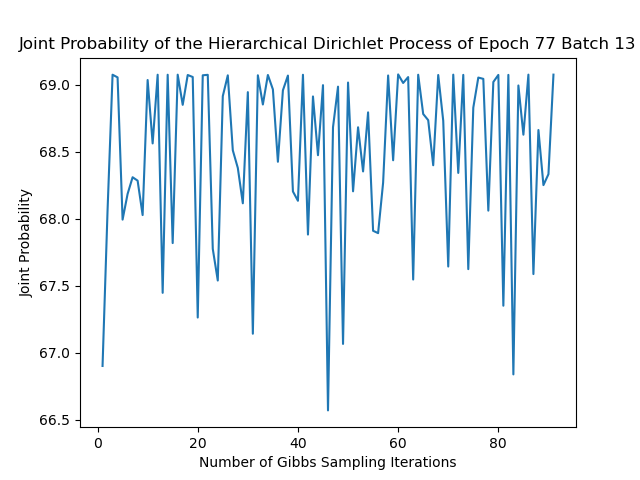 Joint Probability of the Hierarchical Dirichlet Process of Epoch 77 Batch 13
69.0
68.5
68.0
67.5
67.0
66.5
Joint Probability
0 20 40 60 80
Number of Gibbs Sampling Iterations